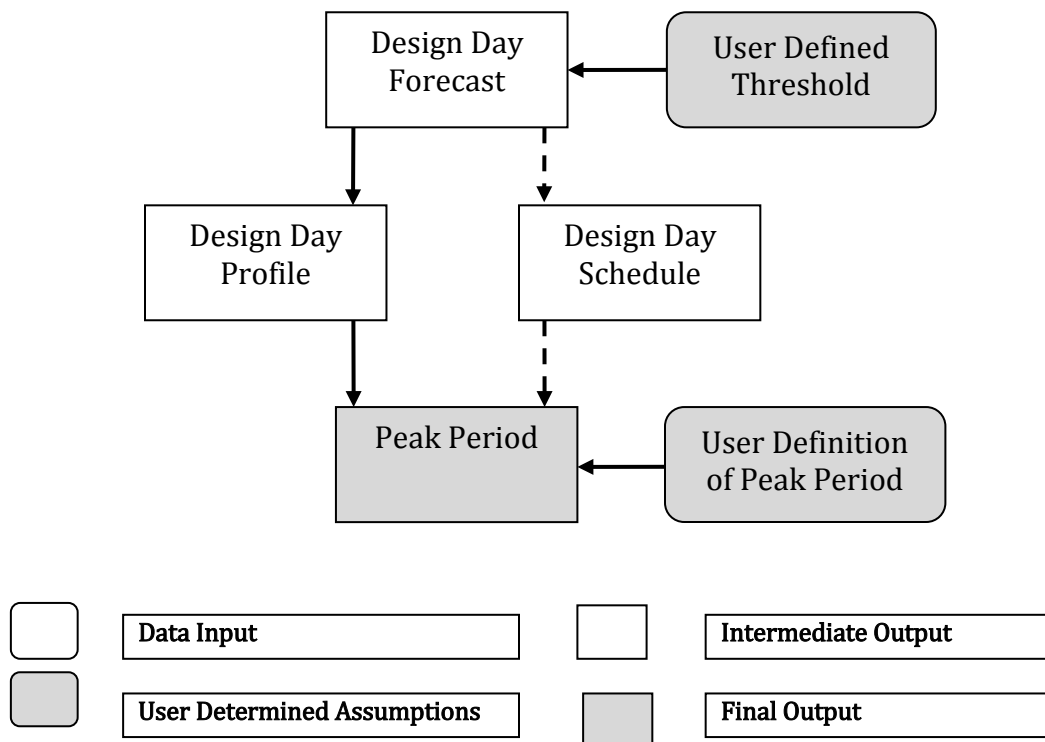 Design Day
Forecast
User Defined
Threshold
Design Day
Profile
Design Day
Schedule
Peak Period
User Definition
of Peak Period
Data Input
Intermediate Output
User Determined Assumptions
Final Output